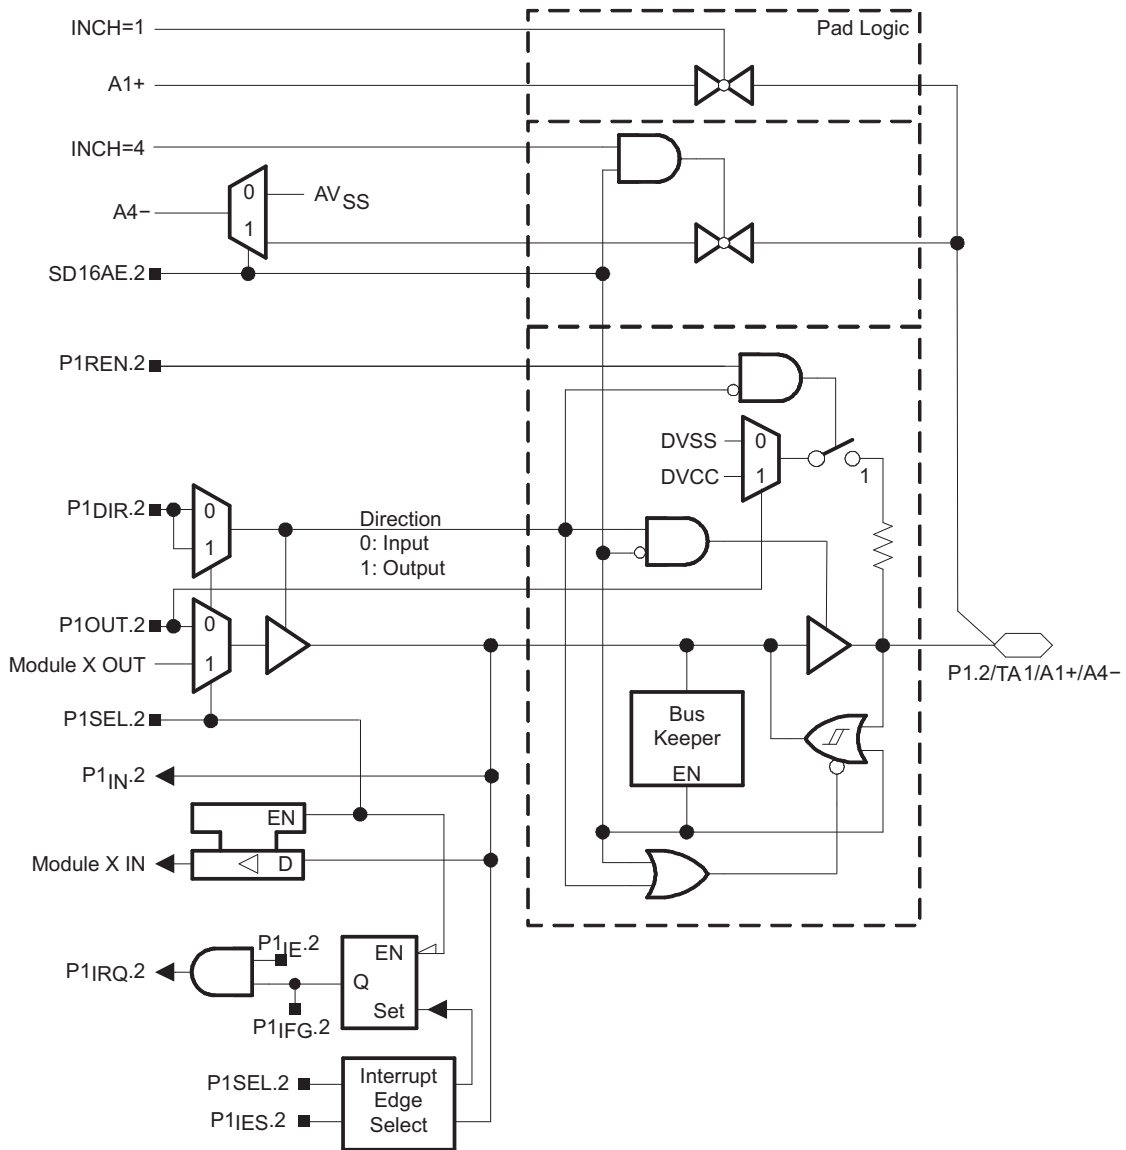 INCH=1
Pad Logic
A1+
INCH=4
0
AVSS
A4−
1
SD16AE.2
P1REN.2
DVSS
0
DVCC
1
1
P1DIR.2
0
1
Direction
0: Input
1: Output
P1OUT.2
0
Module X OUT
1
P1.2/TA1/A1+/A4−
P1SEL.2
Bus
Keeper
EN
P1IN.2
EN
Module X IN
D
P1IE.2
P1IRQ.2
EN
Q
Set
P1IFG.2
P1SEL.2
P1IES.2
Interrupt
Edge
Select